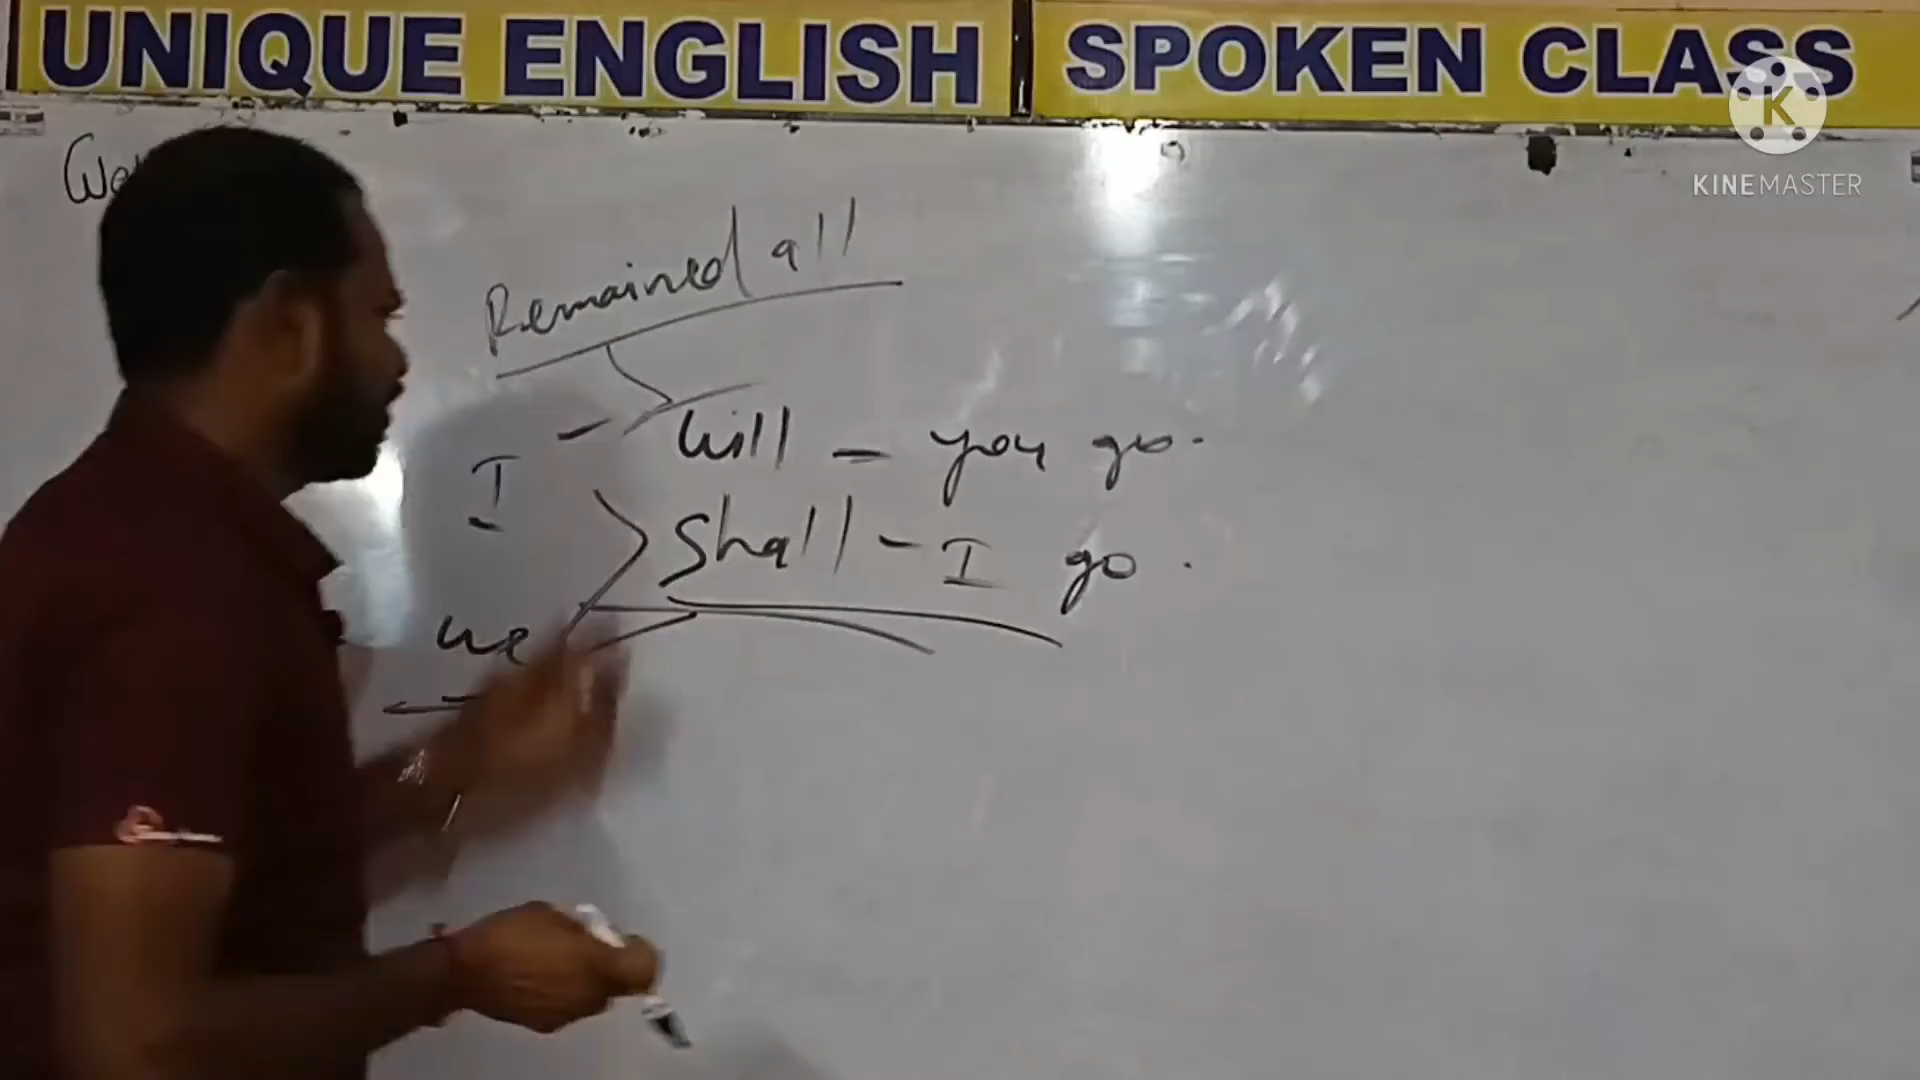 UNIQUE ENGLISH SPOKEN CLASS
KINEMASTER
Remained all
I - will - you go.
we shall - I go.